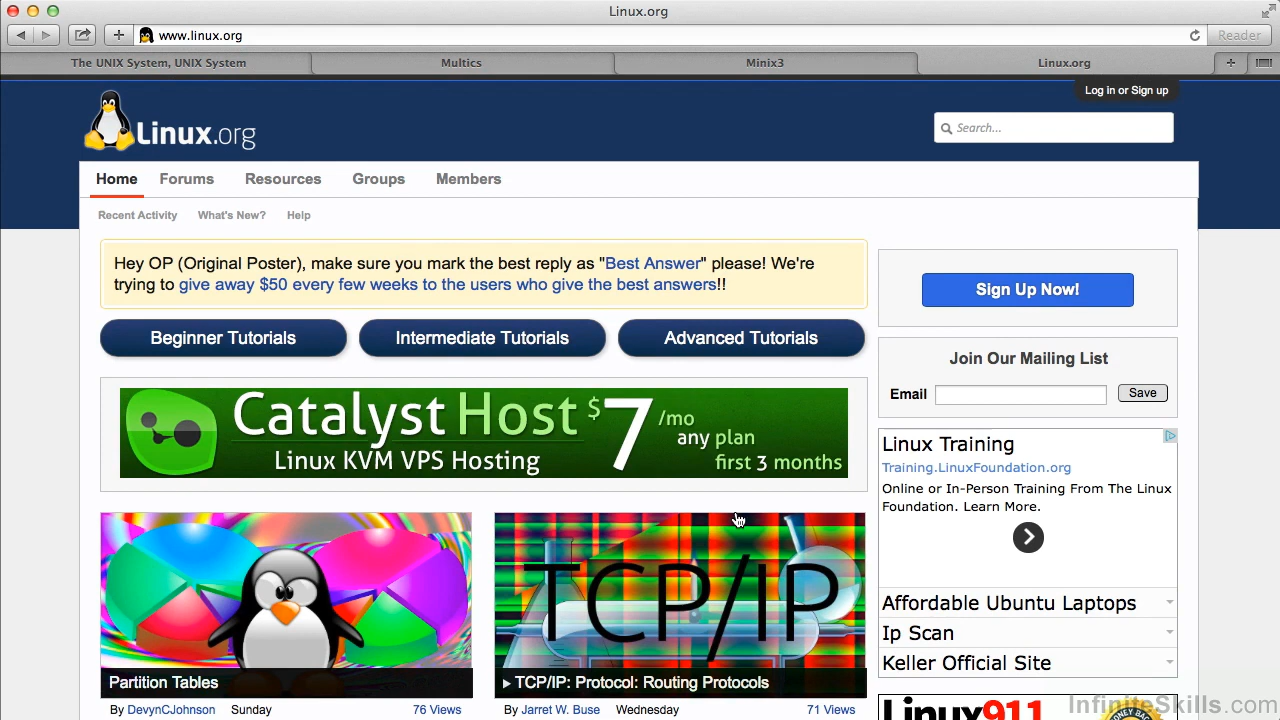 Linux.org
www.linux.org
Reader
The UNIX System, UNIX System
Multics
Minix3
Linux.org
Log in or Sign up
Linux.org
Search...
Home
Forums
Resources
Groups
Members
Recent Activity
What's New?
Help
Hey OP (Original Poster), make sure you mark the best reply as "Best Answer" please! We're
trying to give away $50 every few weeks to the users who give the best answers!!
Sign Up Now!
Beginner Tutorials
Intermediate Tutorials
Advanced Tutorials
Join Our Mailing List
Email
Save
Catalyst Host $7 /mo
any plan
Linux KVM VPS Hosting
first 3 months
Linux Training
Training.LinuxFoundation.org
Online or In-Person Training From The Linux
Foundation. Learn More.
TCP/IP
Affordable Ubuntu Laptops
Ip Scan
Keller Official Site
Partition Tables
TCP/IP: Protocol: Routing Protocols
By DevynCJohnson Sunday 76 Views
By Jarret W. Buse Wednesday 71 Views
Linux911
InfiniteSkills.com